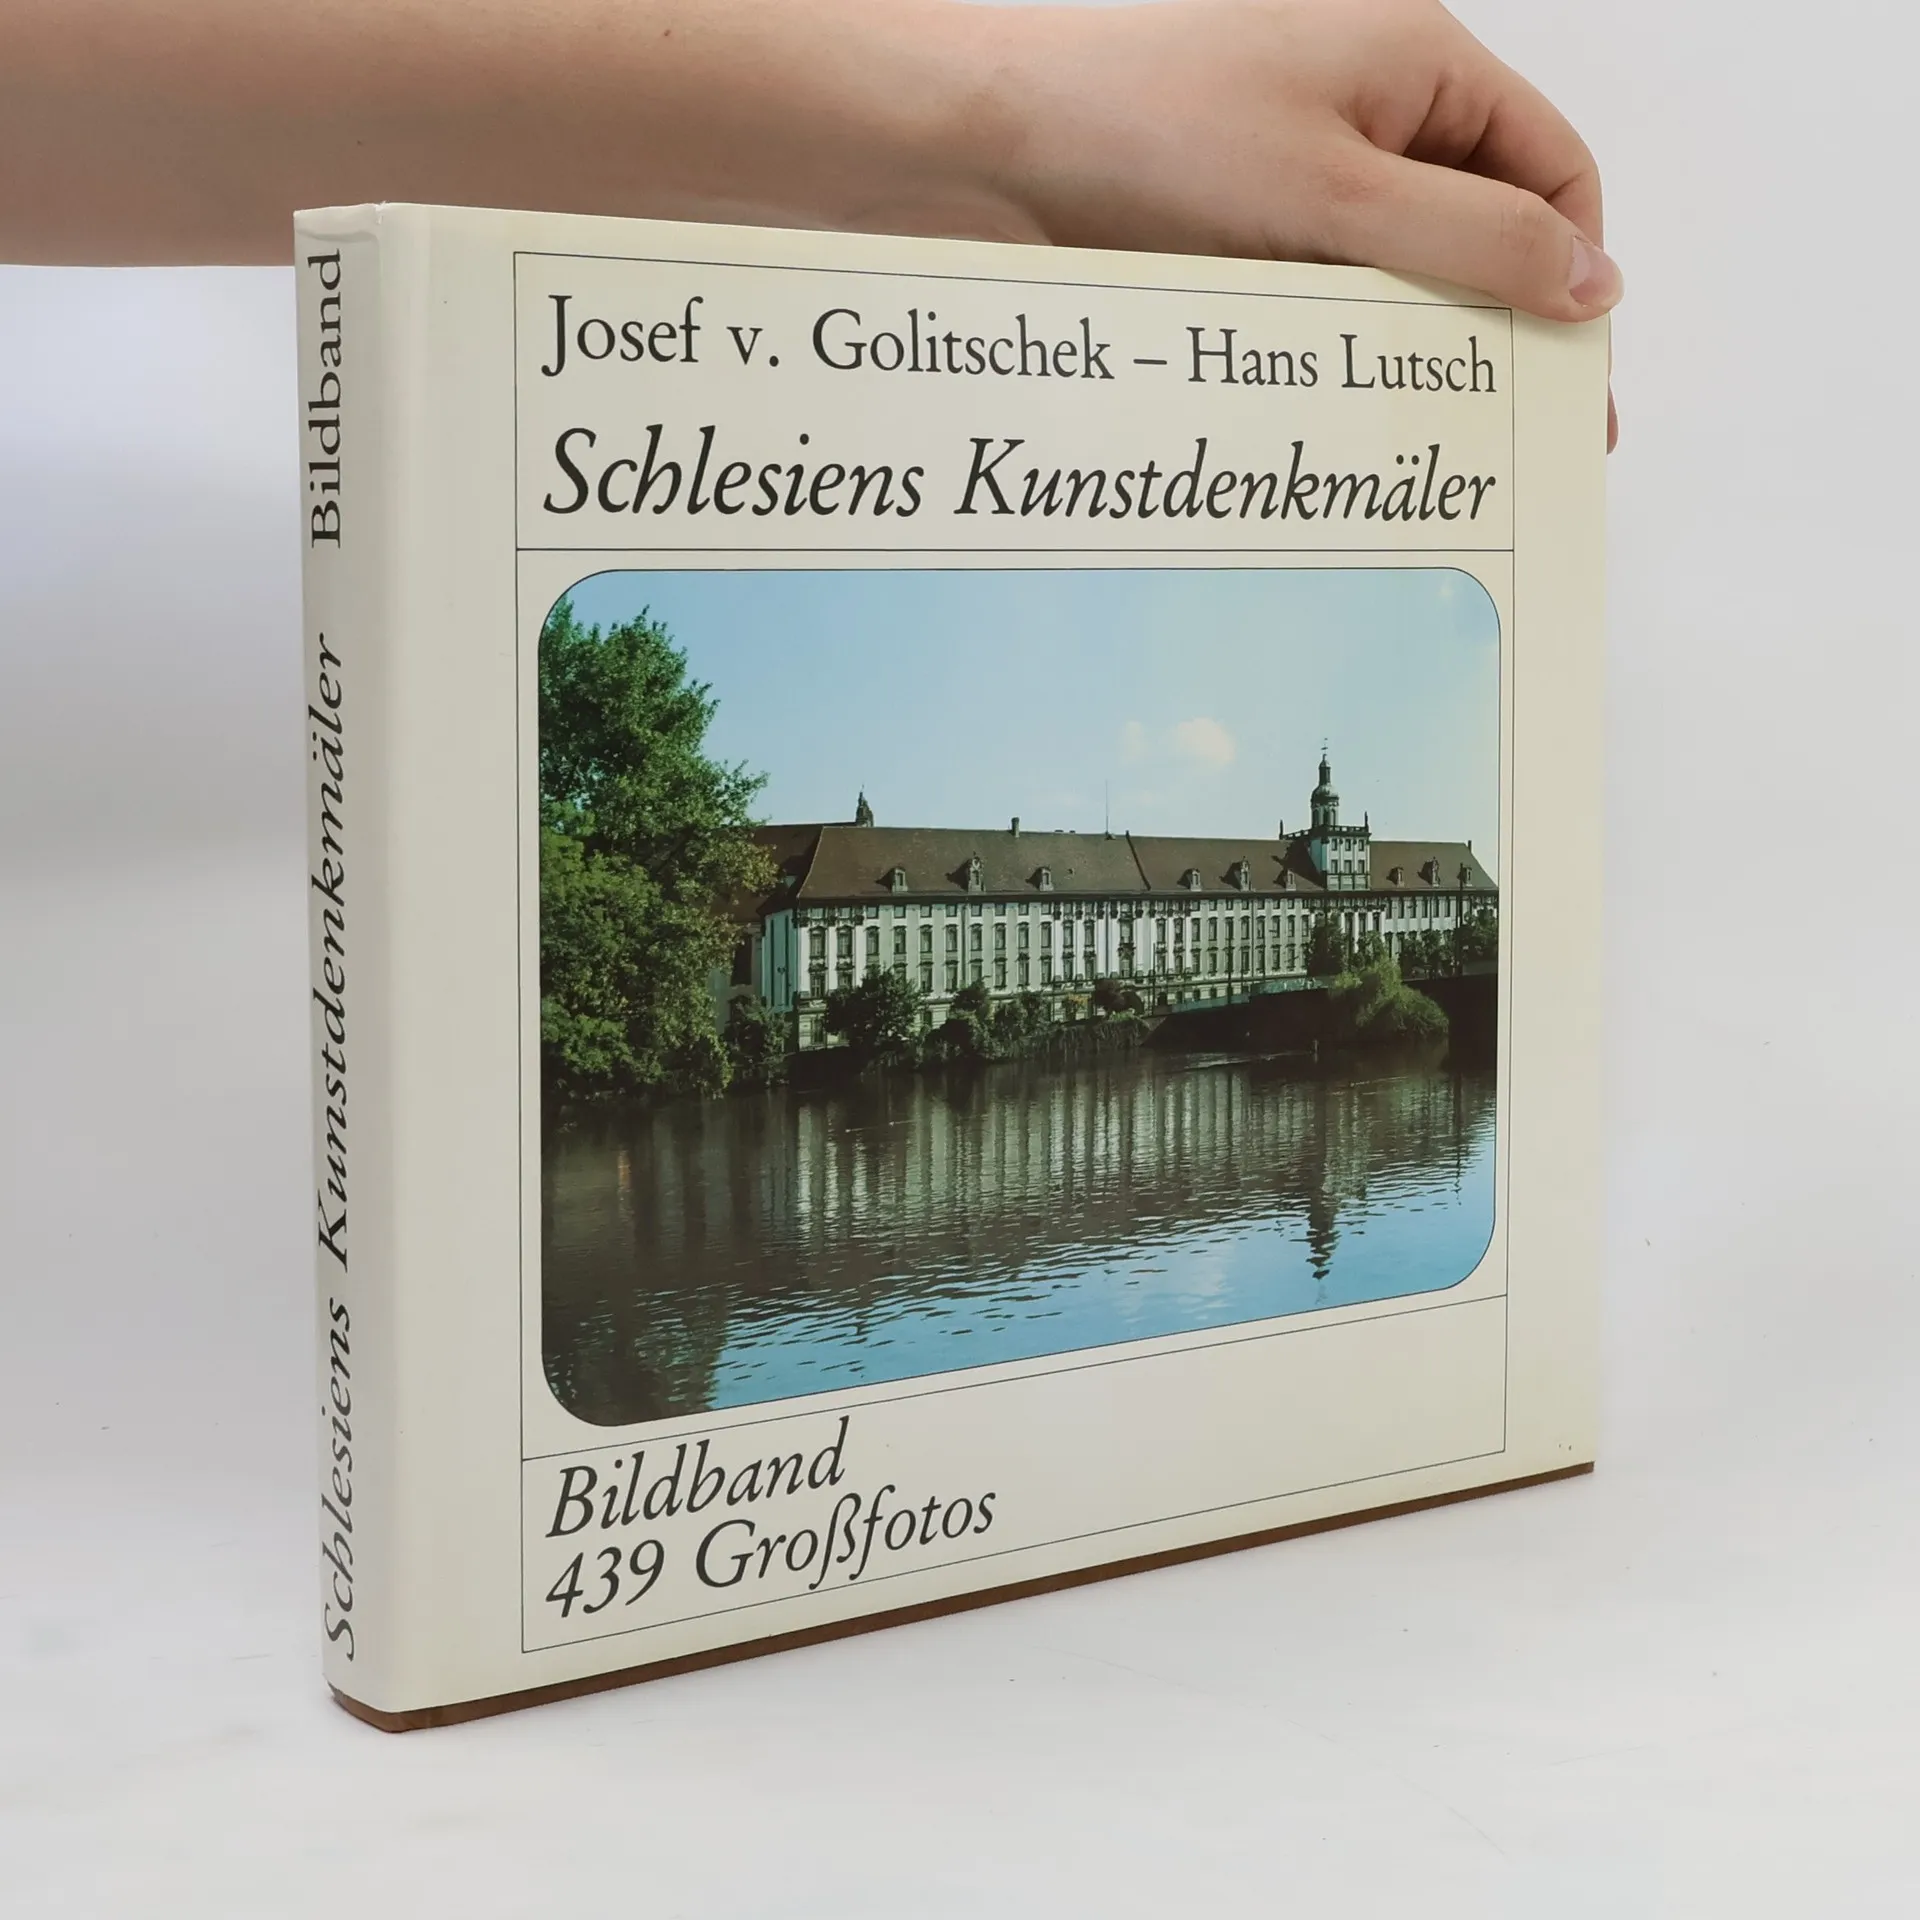 Josef v. Golitschek – Hans Lutsch
Schlesiens Kunstdenkmäler
Bildband
439 Großfotos
Schlesiens Kunstdenkmäler Bildband